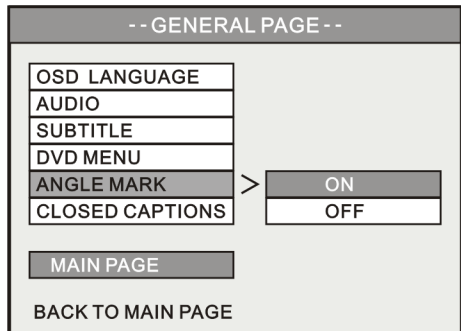 --GENERAL PAGE--
OSD LANGUAGE
AUDIO
SUBTITLE
DVD MENU
ANGLE MARK > ON
CLOSED CAPTIONS OFF
MAIN PAGE
BACK TO MAIN PAGE